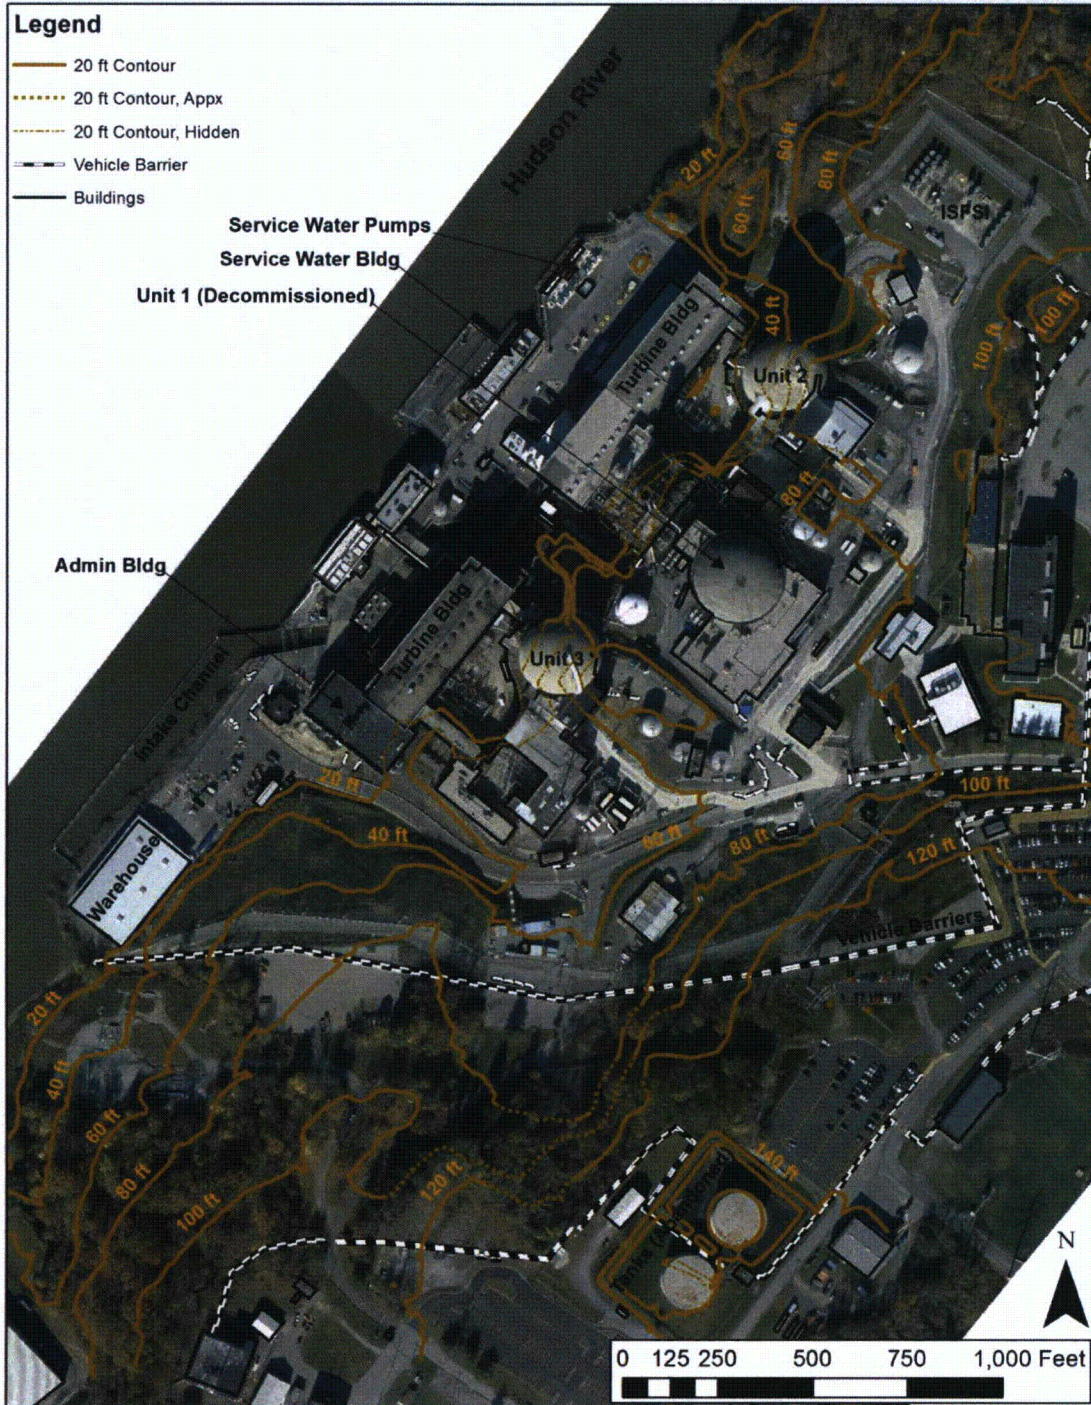 Legend
20 ft Contour
20 ft Contour, Appx
20 ft Contour, Hidden
Vehicle Barrier
Buildings
Hudson River
20 ft
60 ft
60 ft
80 ft
ISFSI
Service Water Pumps
Service Water Bldg
Unit 1 (Decommissioned)
Turbine Bldg
40 ft
100 ft
100 ft
Unit 2
80 ft
Admin Bldg
Turbine Bldg
Unit 3
Intake Channel
20 ft
40 ft
60 ft
80 ft
100 ft
120 ft
Warehouse
Vehicle Barriers
20 ft
40 ft
60 ft
80 ft
100 ft
120 ft
140 ft
N
0 125 250 500 750 1,000 Feet